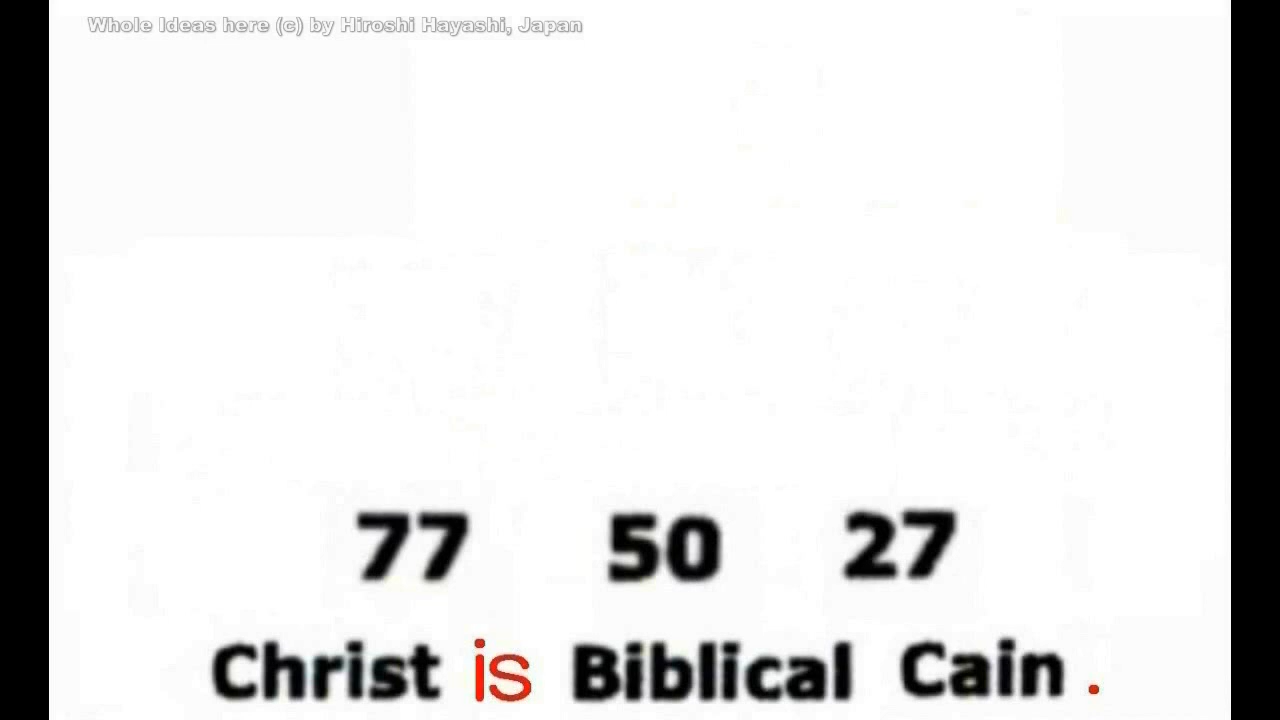 Whole Ideas here (c) by Hiroshi Hayashi, Japan
77 50 27
Christ is Biblical Cain .